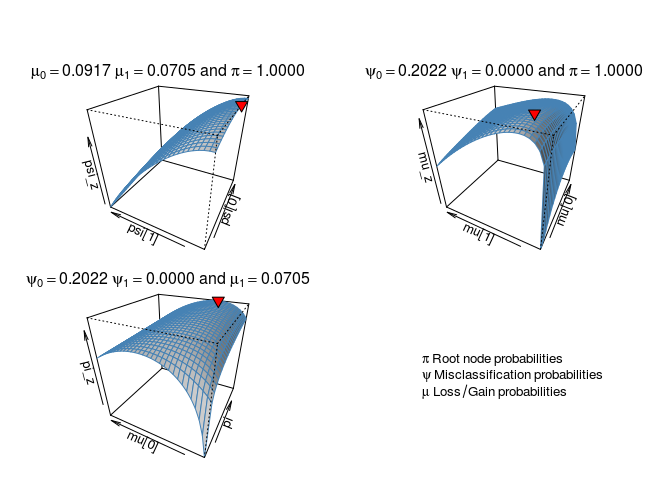 μ₀ = 0.0917 μ₁ = 0.0705 and π = 1.0000
psi_z
psi[1]
psi[0]
ψ₀ = 0.2022 ψ₁ = 0.0000 and π = 1.0000
mu_z
mu[1]
mu[0]
ψ₀ = 0.2022 ψ₁ = 0.0000 and μ₁ = 0.0705
pi_z
mu[0]
pi
π Root node probabilities
ψ Misclassification probabilities
μ Loss/Gain probabilities